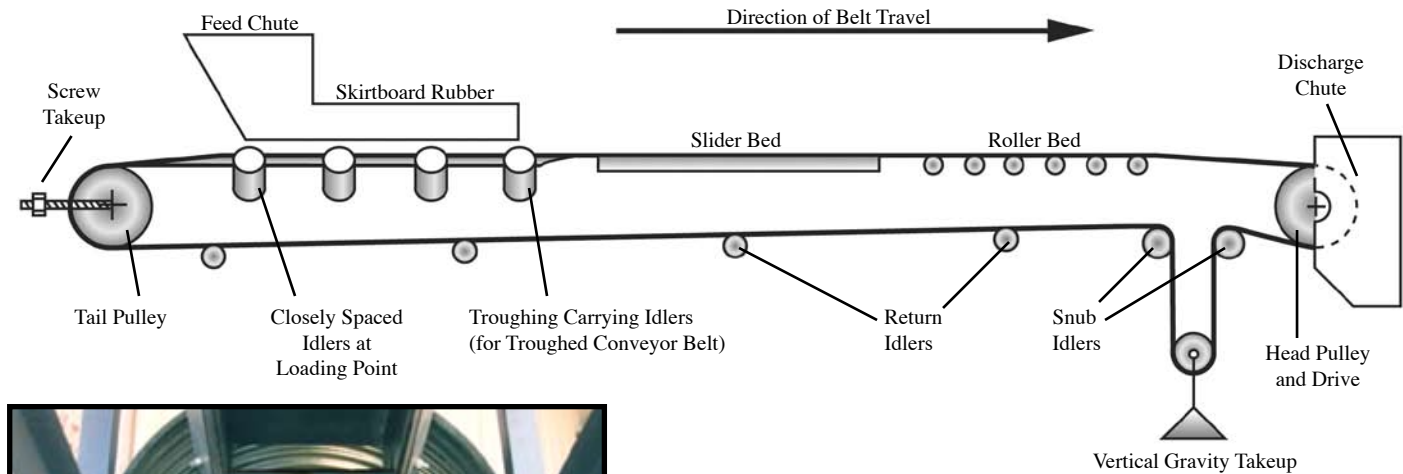 Feed Chute
Direction of Belt Travel
Discharge
Chute
Screw
Takeup
Skirtboard Rubber
Slider Bed
Roller Bed
Tail Pulley
Closely Spaced
Idlers at
Loading Point
Troughing Carrying Idlers
(for Troughed Conveyor Belt)
Return
Idlers
Snub
Idlers
Head Pulley
and Drive
Vertical Gravity Takeup